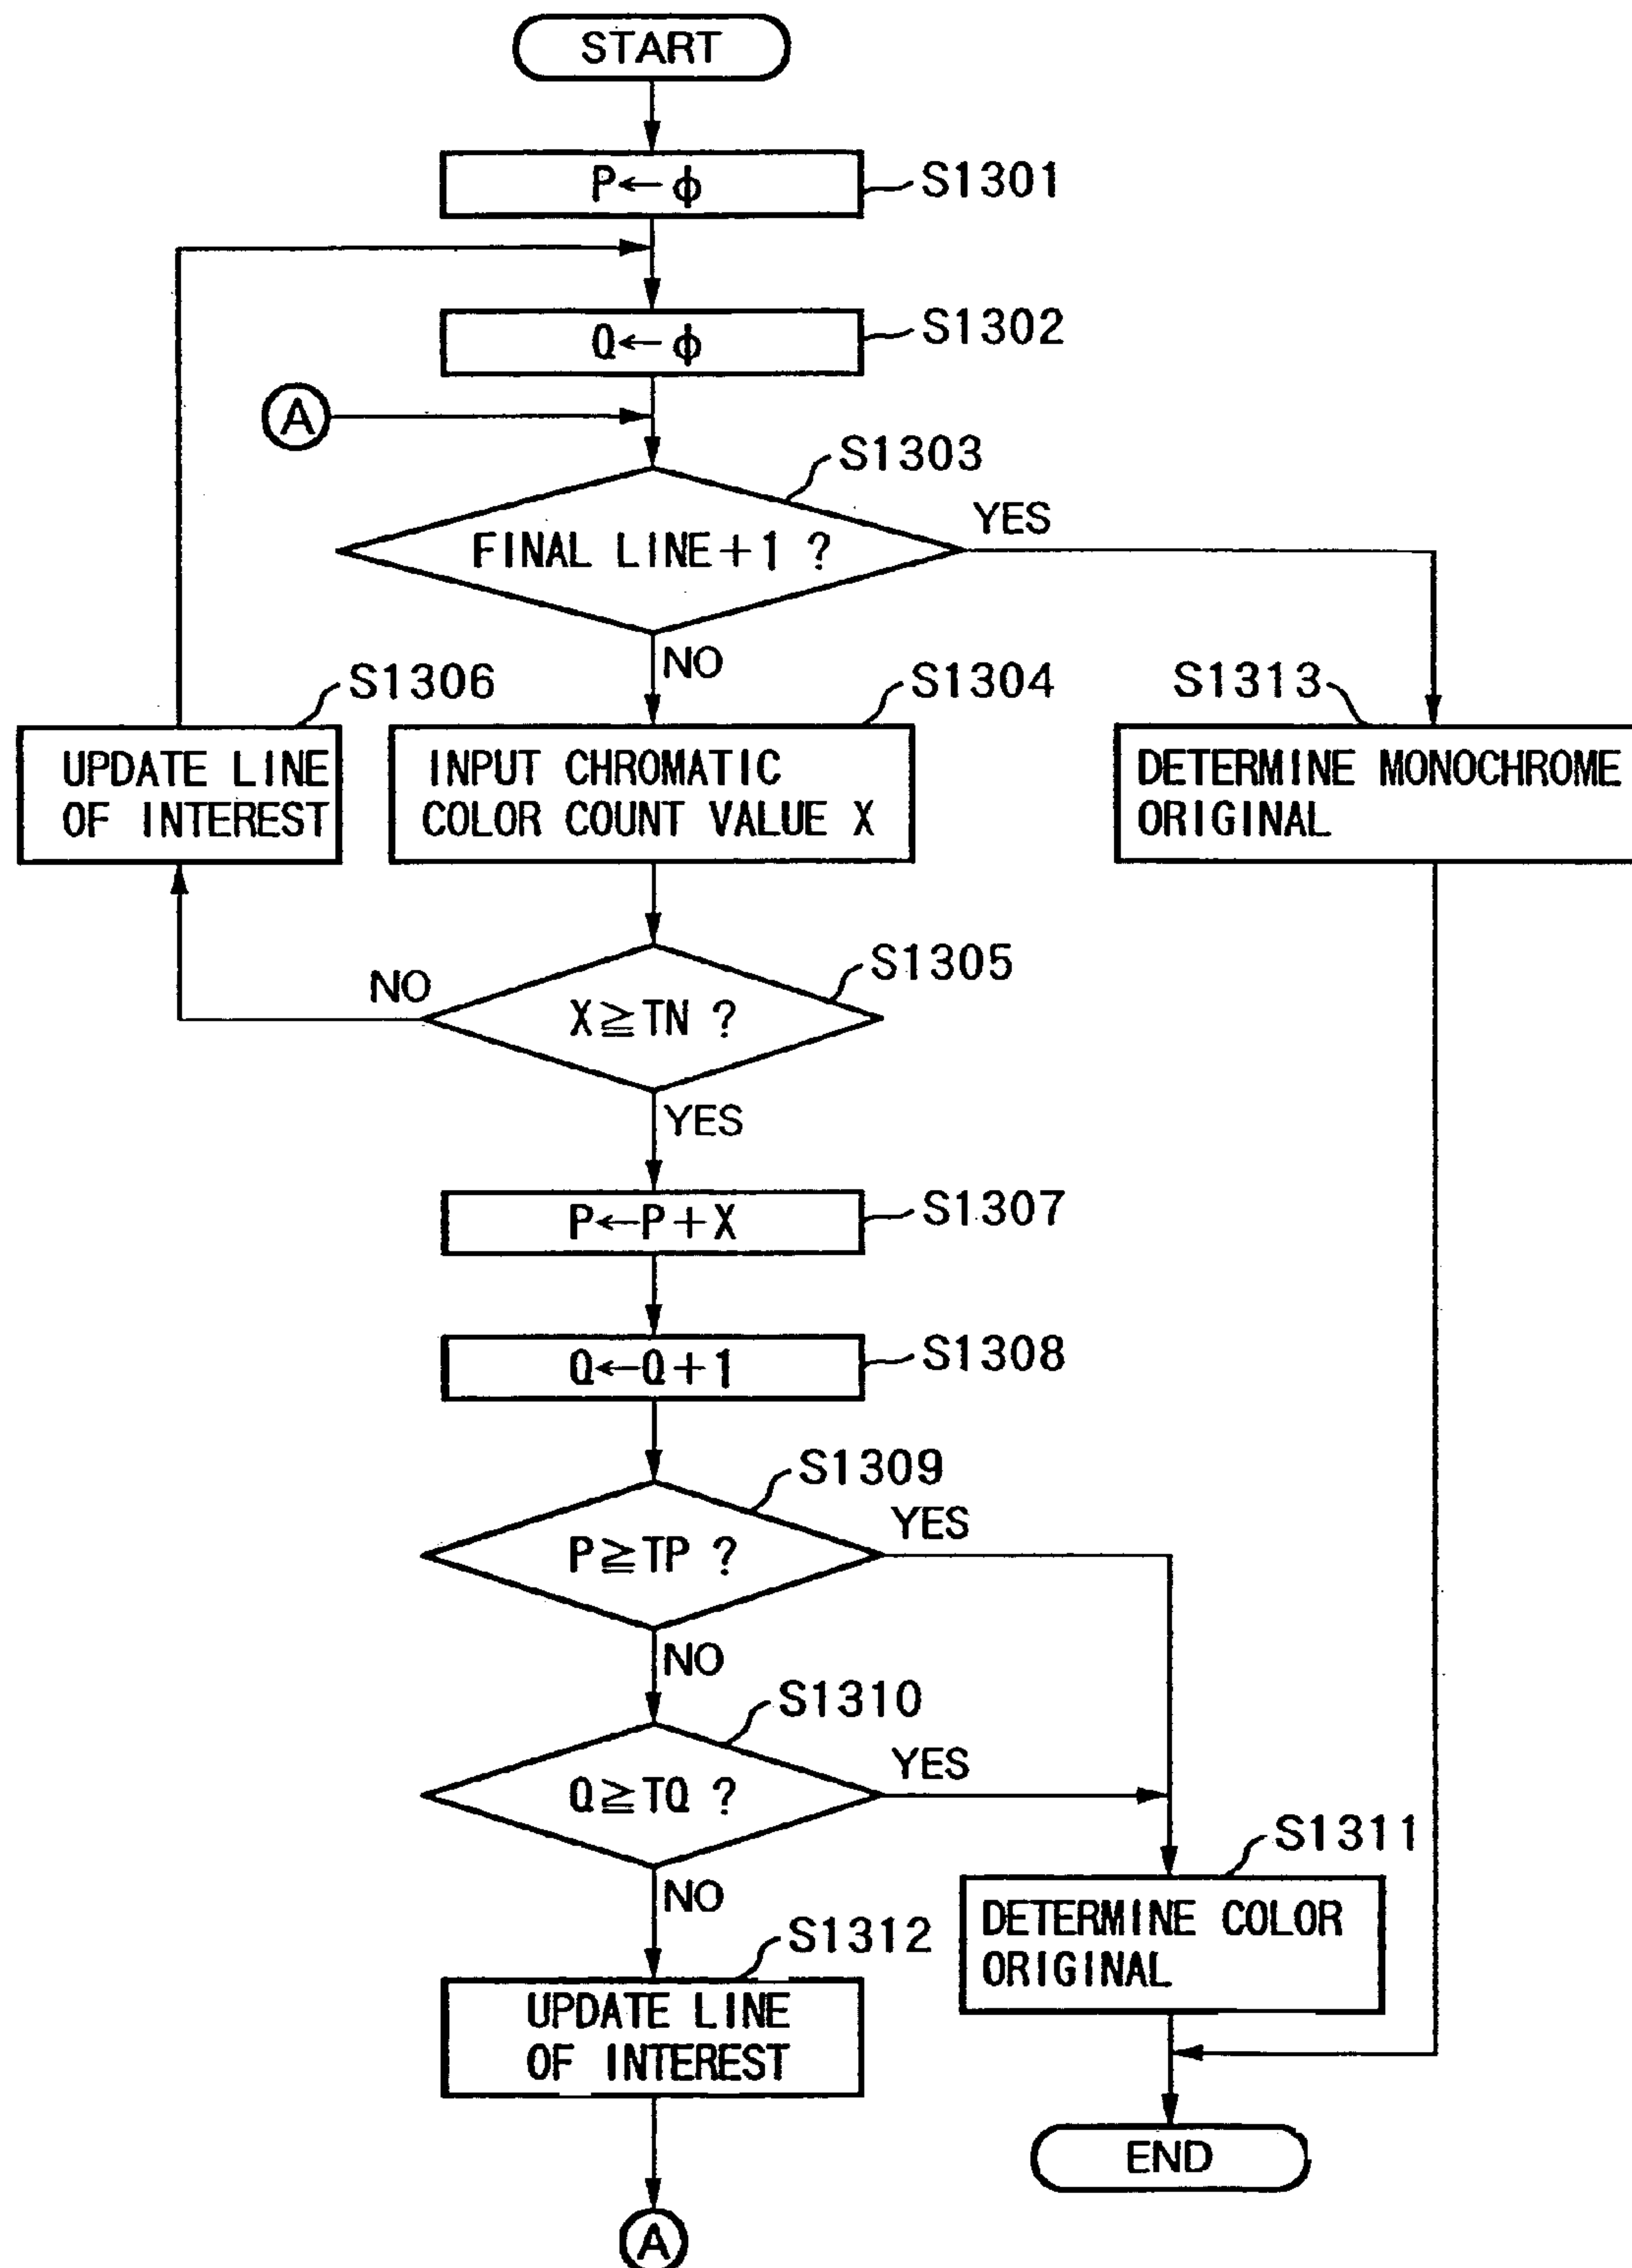 START
P←φ
S1301
Q←φ
S1302
A
S1303
FINAL LINE+1 ?
YES
NO
S1306
S1304
S1313
UPDATE LINE
OF INTEREST
INPUT CHROMATIC
COLOR COUNT VALUE X
DETERMINE MONOCHROME
ORIGINAL
S1305
NO
X≧TN ?
YES
P←P+X
S1307
Q←Q+1
S1308
S1309
P≧TP ?
YES
NO
S1310
Q≧TQ ?
YES
NO
S1311
DETERMINE COLOR
ORIGINAL
S1312
UPDATE LINE
OF INTEREST
END
A